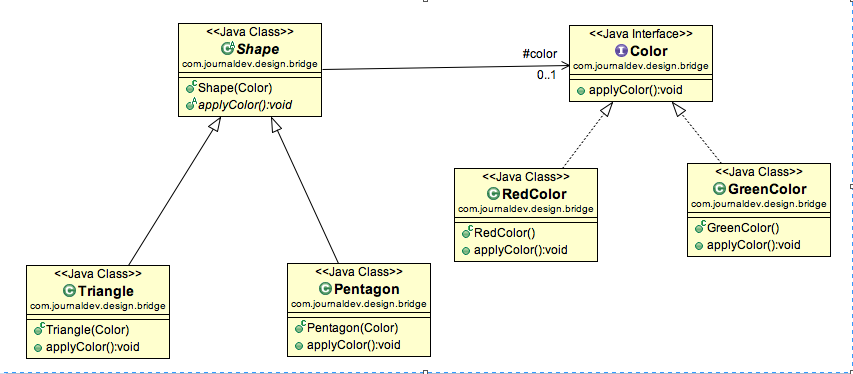 <<Java Class>>
Shape
com.journaldev.design.bridge
Shape(Color)
applyColor():void
#color
0..1
<<Java Interface>>
Color
com.journaldev.design.bridge
applyColor():void
<<Java Class>>
RedColor
com.journaldev.design.bridge
RedColor()
applyColor():void
<<Java Class>>
GreenColor
com.journaldev.design.bridge
GreenColor()
applyColor():void
<<Java Class>>
Triangle
com.journaldev.design.bridge
Triangle(Color)
applyColor():void
<<Java Class>>
Pentagon
com.journaldev.design.bridge
Pentagon(Color)
applyColor():void